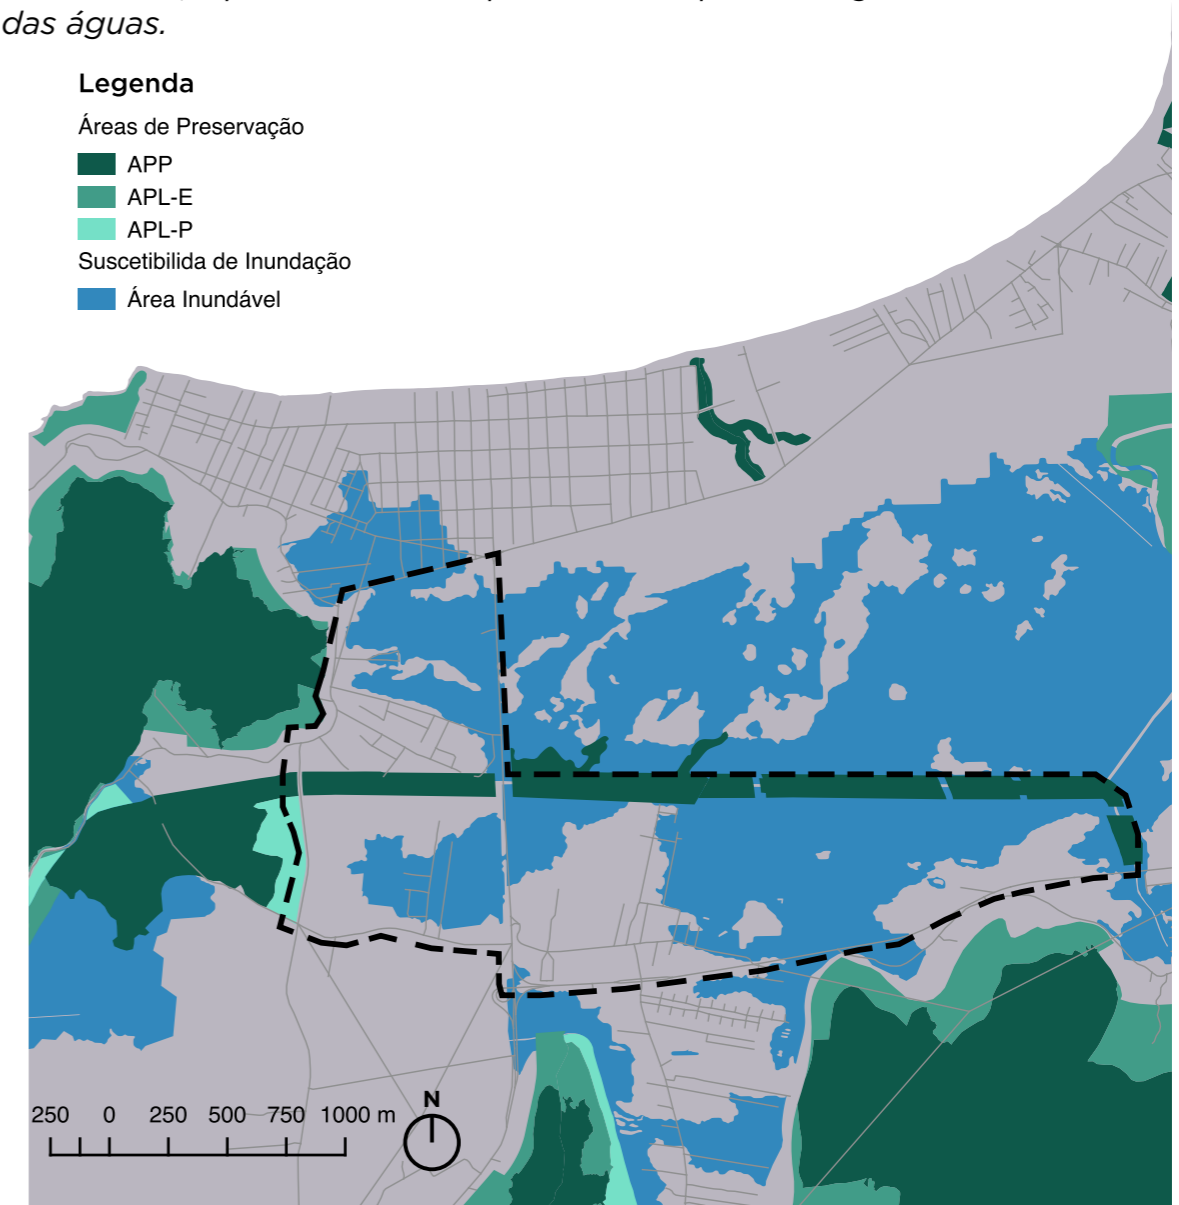 das águas.
Legenda
Áreas de Preservação
APP
APL-E
APL-P
Suscetibilida de Inundação
Área Inundável
250 0 250 500 750 1000 m
N